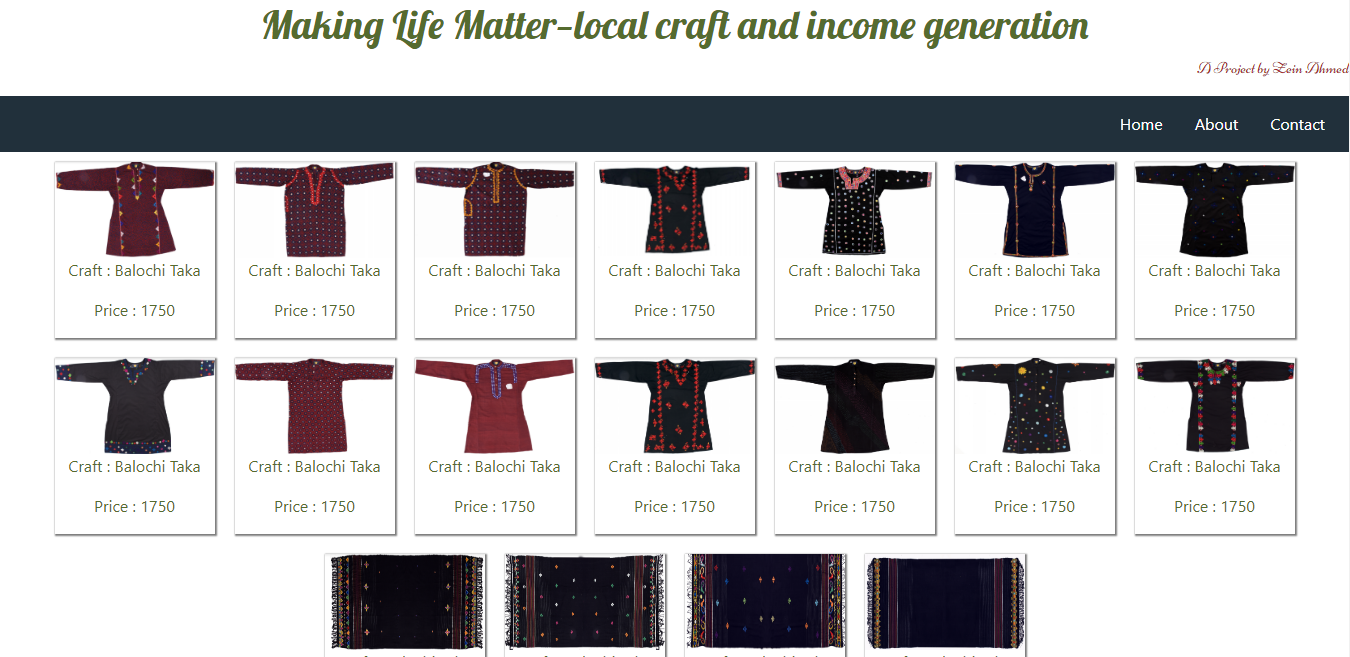 Making Life Matter–local craft and income generation
A Project by Zein Ahmed
Home About Contact
Craft : Balochi Taka Craft : Balochi Taka Craft : Balochi Taka Craft : Balochi Taka Craft : Balochi Taka Craft : Balochi Taka Craft : Balochi Taka
Price : 1750 Price : 1750 Price : 1750 Price : 1750 Price : 1750 Price : 1750 Price : 1750
Craft : Balochi Taka Craft : Balochi Taka Craft : Balochi Taka Craft : Balochi Taka Craft : Balochi Taka Craft : Balochi Taka Craft : Balochi Taka
Price : 1750 Price : 1750 Price : 1750 Price : 1750 Price : 1750 Price : 1750 Price : 1750